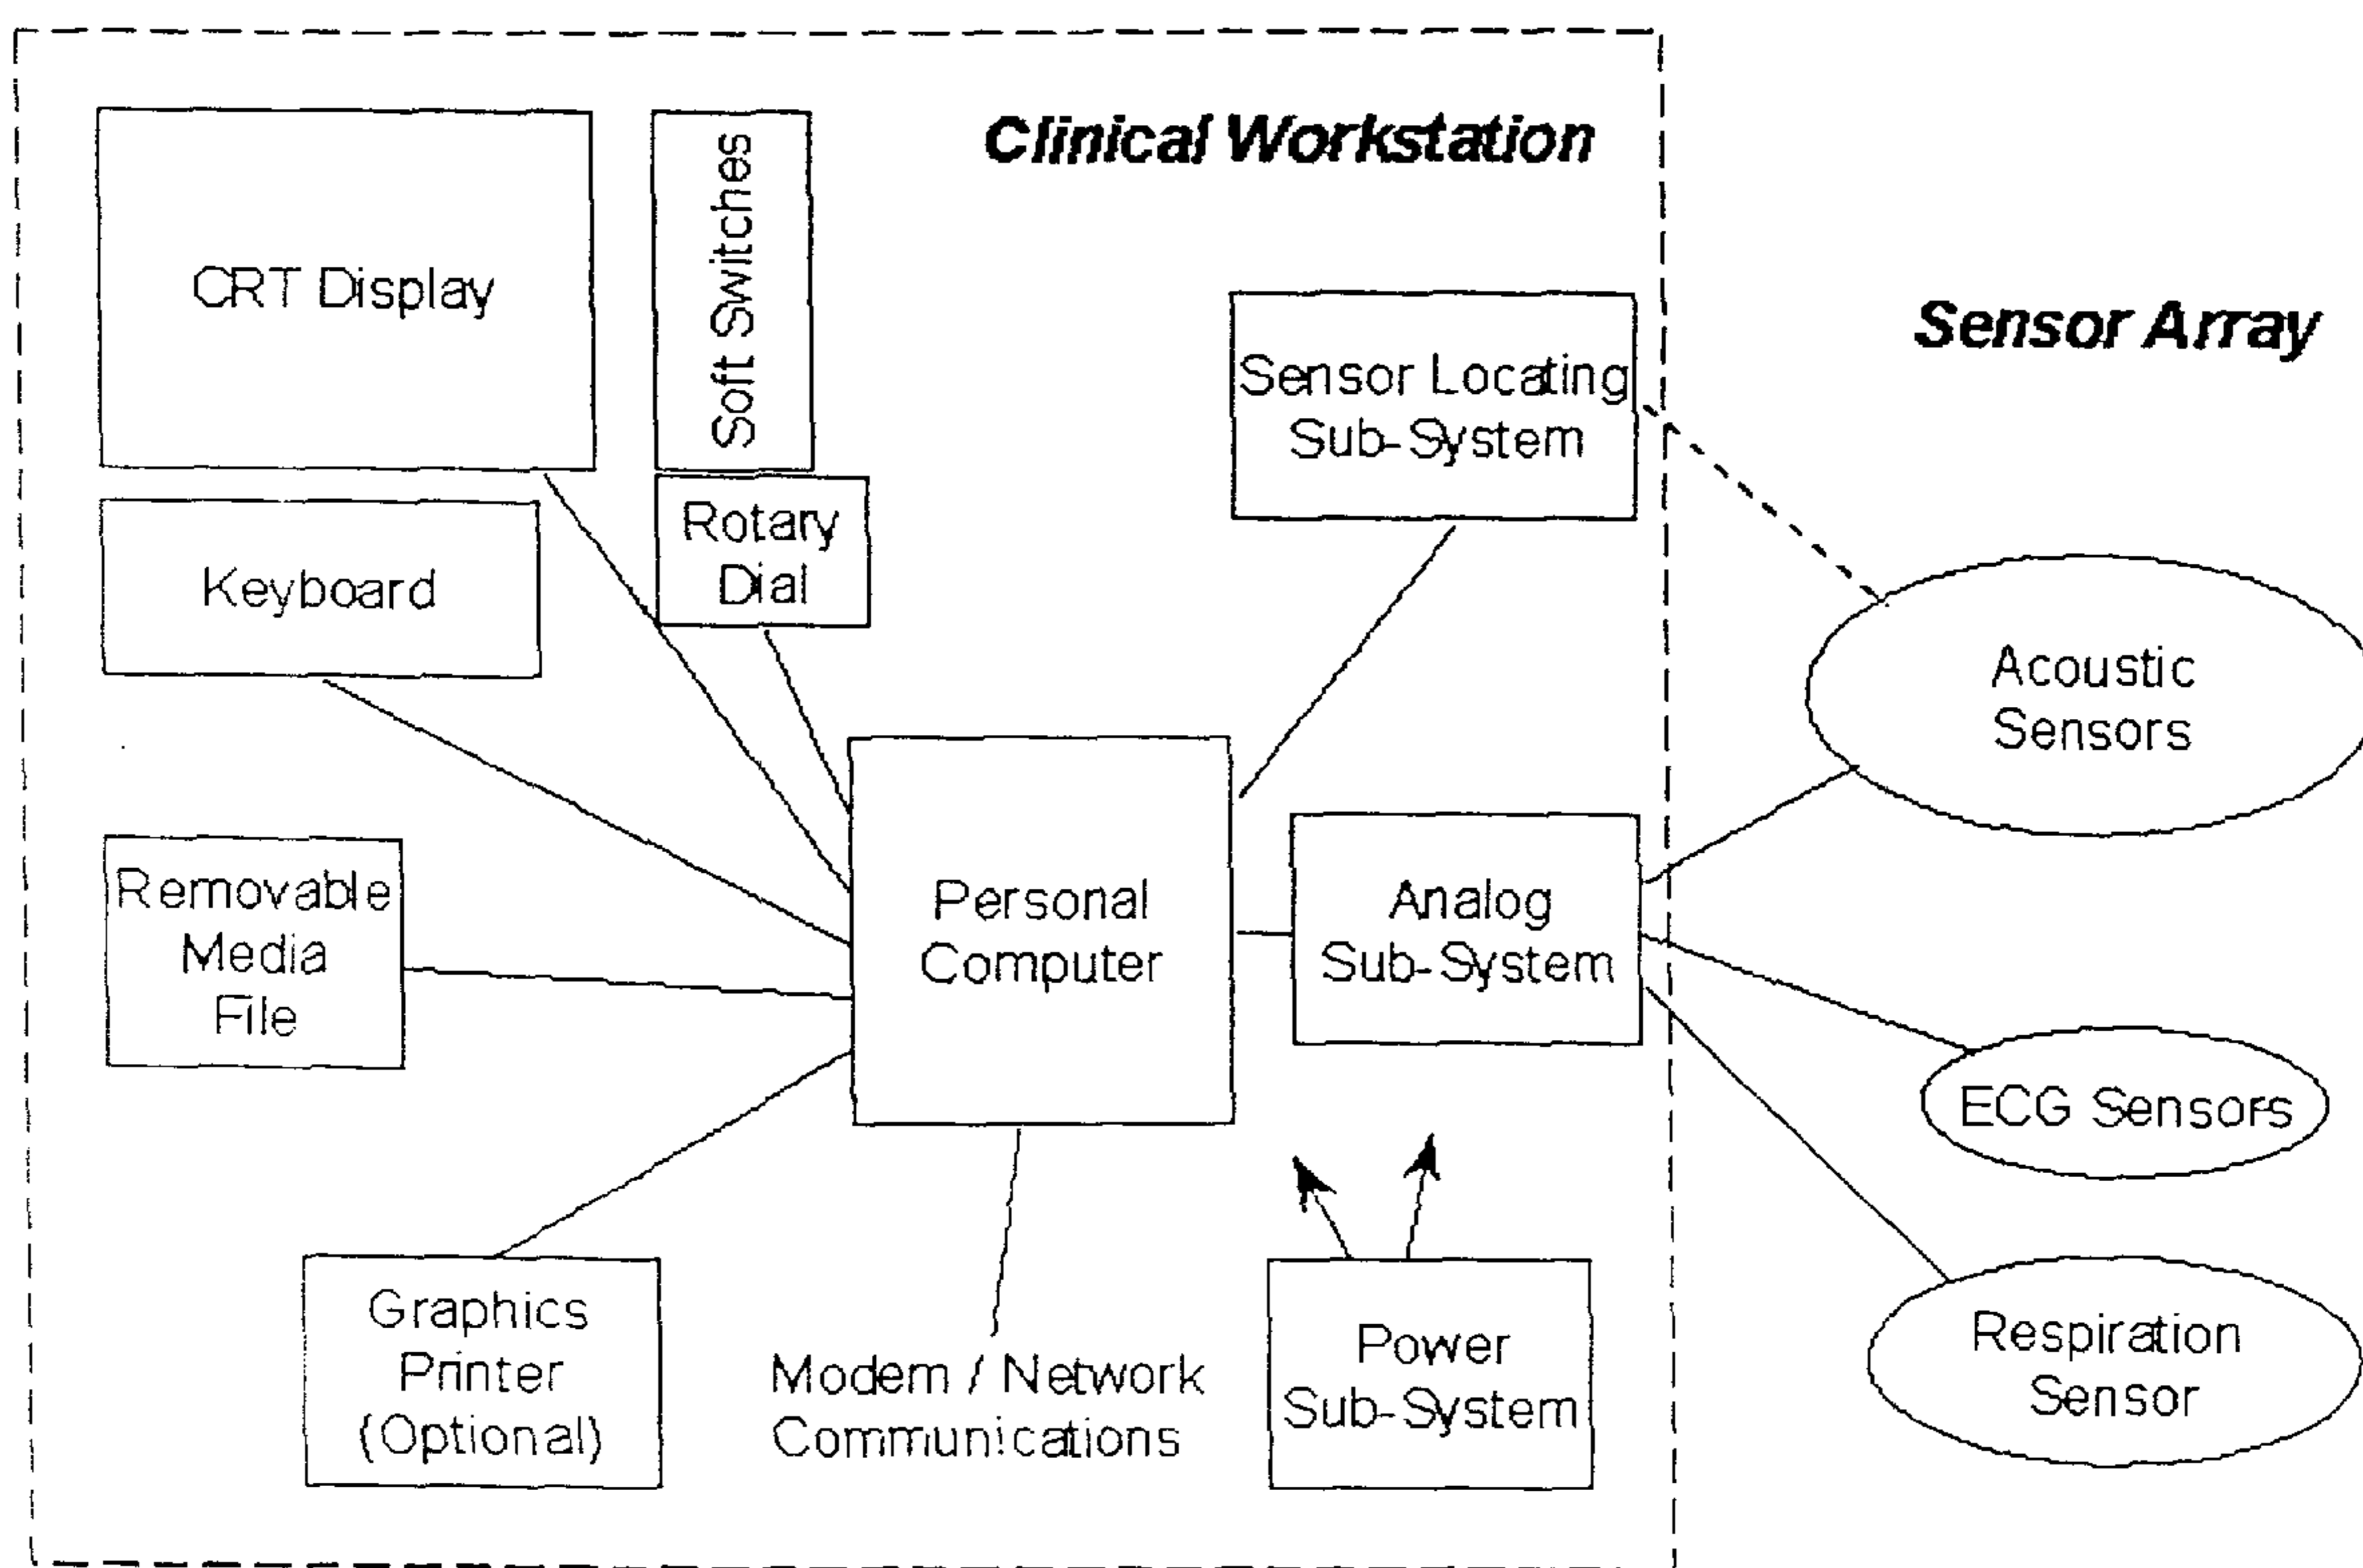 Clinical Workstation
CRT Display
Soft Switches
Sensor Array
Sensor Locating
Sub-System
Rotary
Dial
Keyboard
Acoustic
Sensors
Removable
Media
File
Personal
Computer
Analog
Sub-System
ECG Sensors
Graphics
Printer
(Optional)
Modem / Network
Communications
Power
Sub-System
Respiration
Sensor